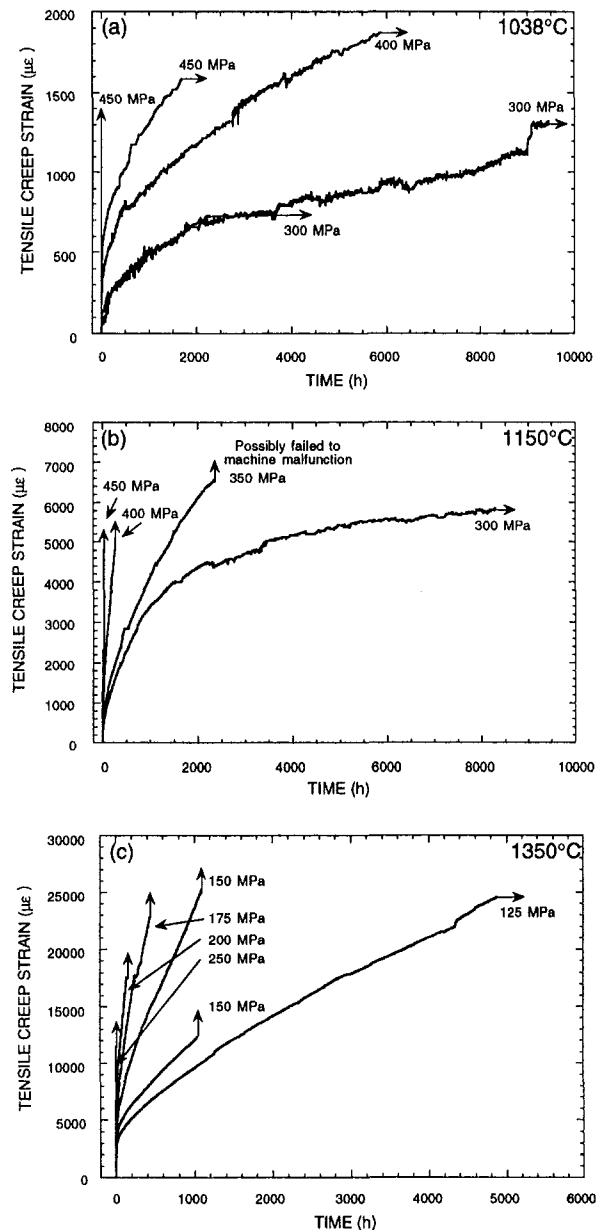 (a)
1038°C
2000
1500
1000
500
0
450 MPa
450 MPa
400 MPa
300 MPa
300 MPa
TENSILE CREEP STRAIN (με)
0
2000
4000
6000
8000
10000
TIME (h)
(b)
1150°C
8000
7000
6000
5000
4000
3000
2000
1000
0
Possibly failed to
machine malfunction
350 MPa
450 MPa
400 MPa
300 MPa
TENSILE CREEP STRAIN (με)
0
2000
4000
6000
8000
10000
TIME (h)
(c)
1350°C
30000
25000
20000
15000
10000
5000
0
150 MPa
175 MPa
200 MPa
250 MPa
150 MPa
125 MPa
TENSILE CREEP STRAIN (με)
0
1000
2000
3000
4000
5000
6000
TIME (h)